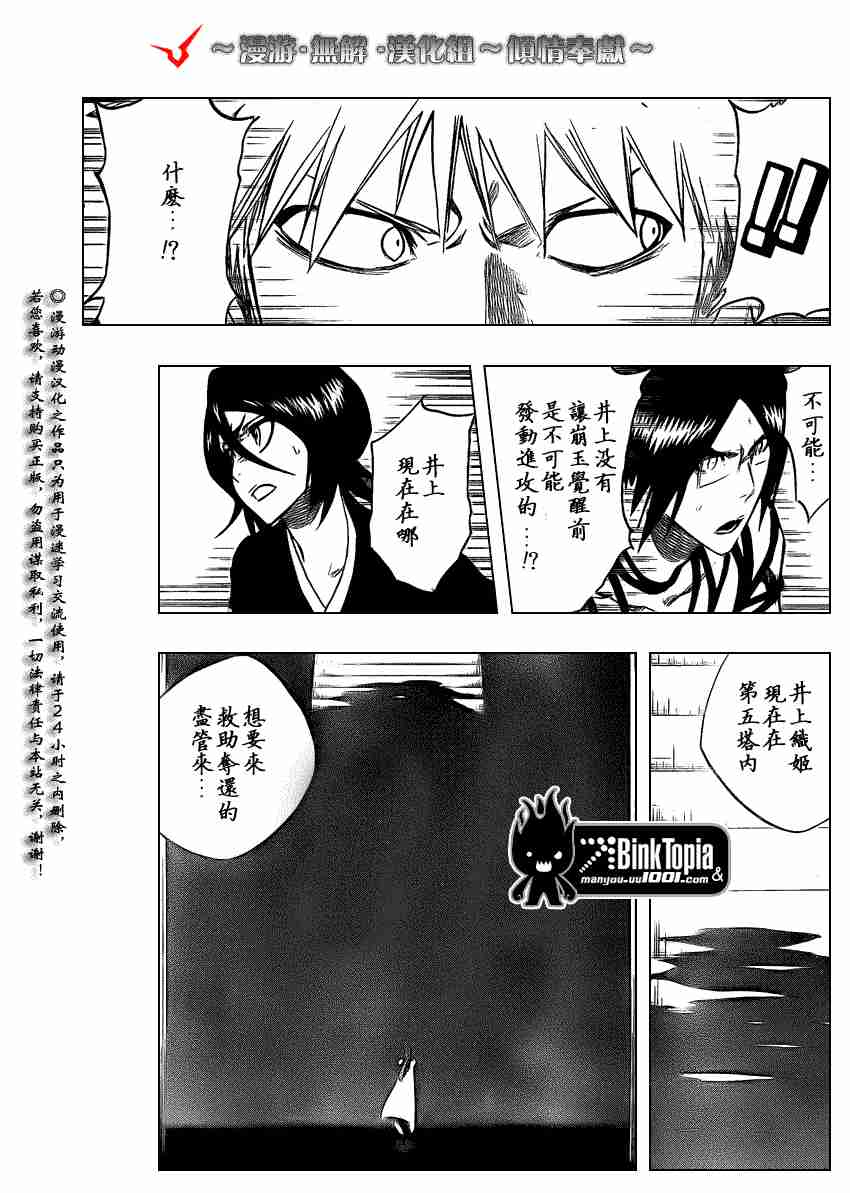 ～漫游·無解·漢化組～傾情奉獻～
!!
什麼…!?
不可能…
井上沒有
讓崩玉覺醒前
是不可能
發動進攻的…!?
井上
現在在哪
井上織姬
現在在
第五塔內
想要來
救助奪還的
儘管來…
BinkTopia
manyou-uu1001.com &
◎漫游动漫汉化之作品只为用于漫迷学习交流使用，请于24小时之内删除，
若您喜欢，请支持购买正版，勿盗用谋取私利，一切法律责任与本站无关，谢谢！